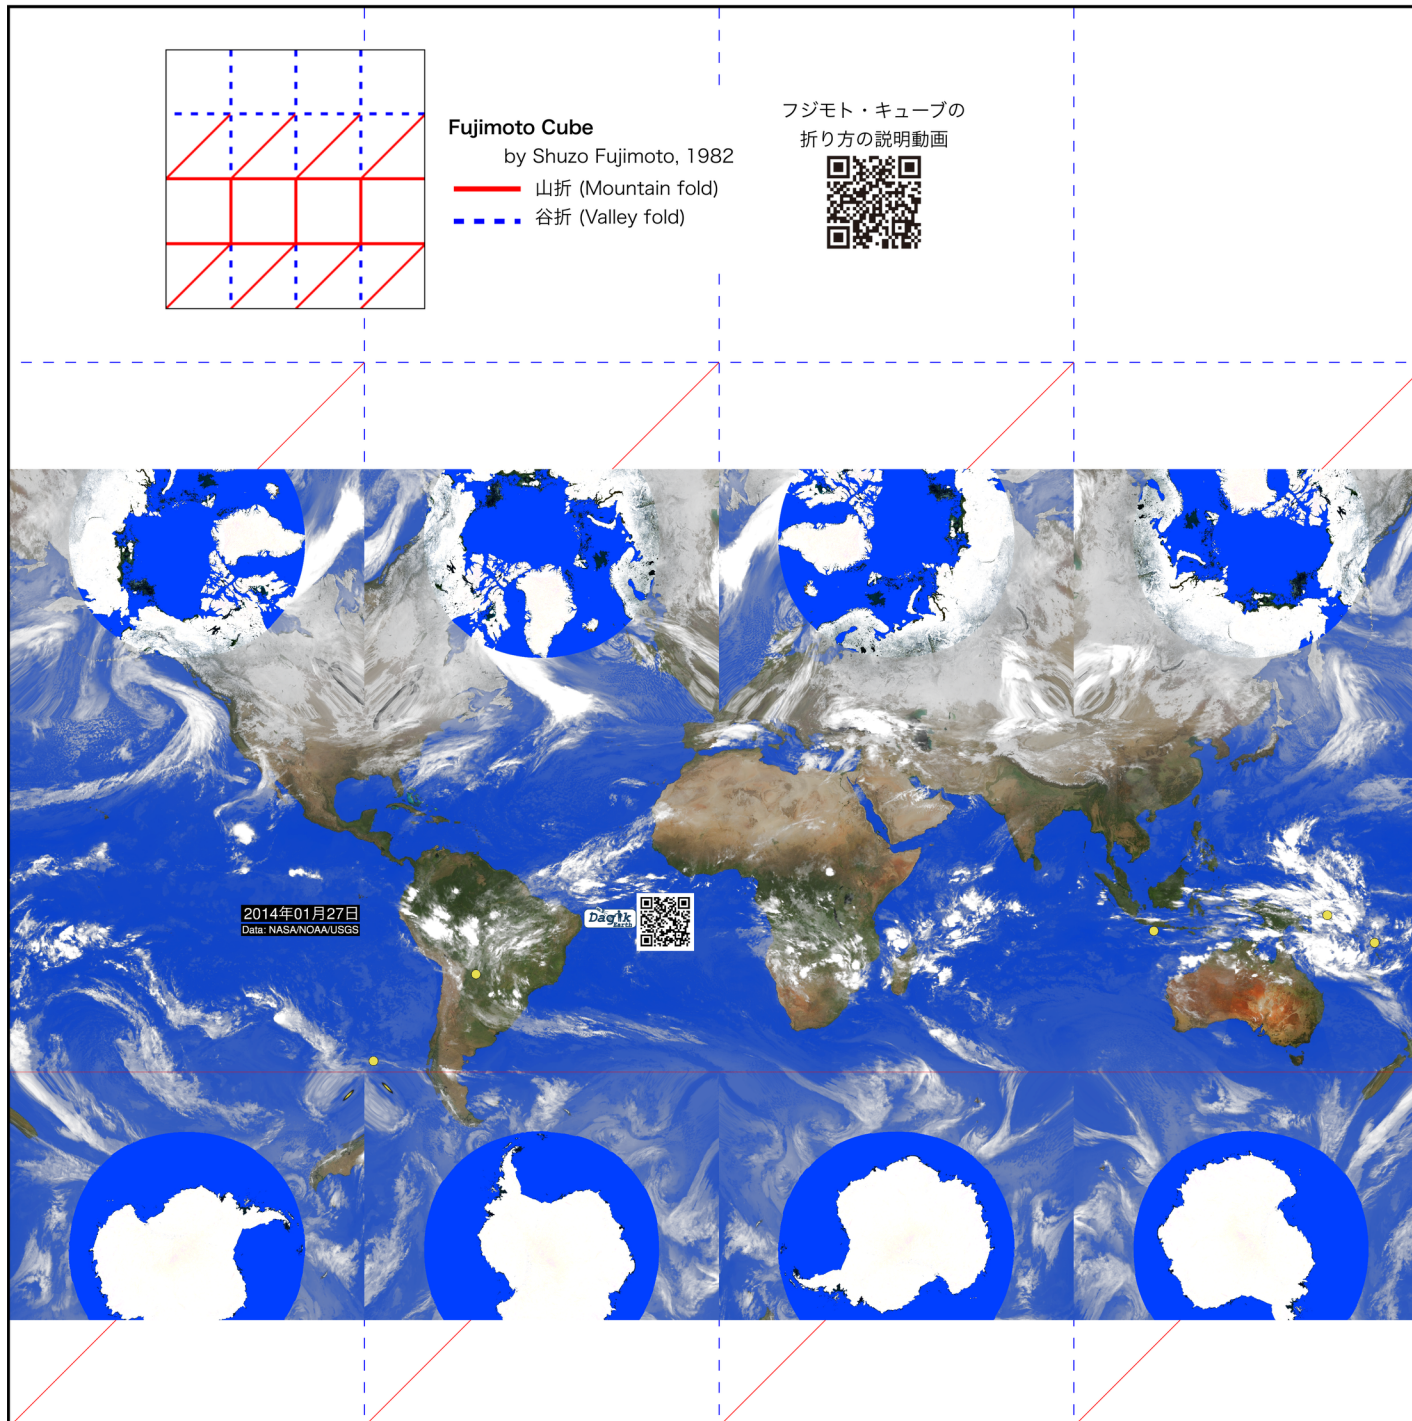 Fujimoto Cube
by Shuzo Fujimoto, 1982
山折 (Mountain fold)
谷折 (Valley fold)
フジモト・キューブの
折り方の説明動画
2014年01月27日
Data: NASA/NOAA/USGS
Dagik
Earth